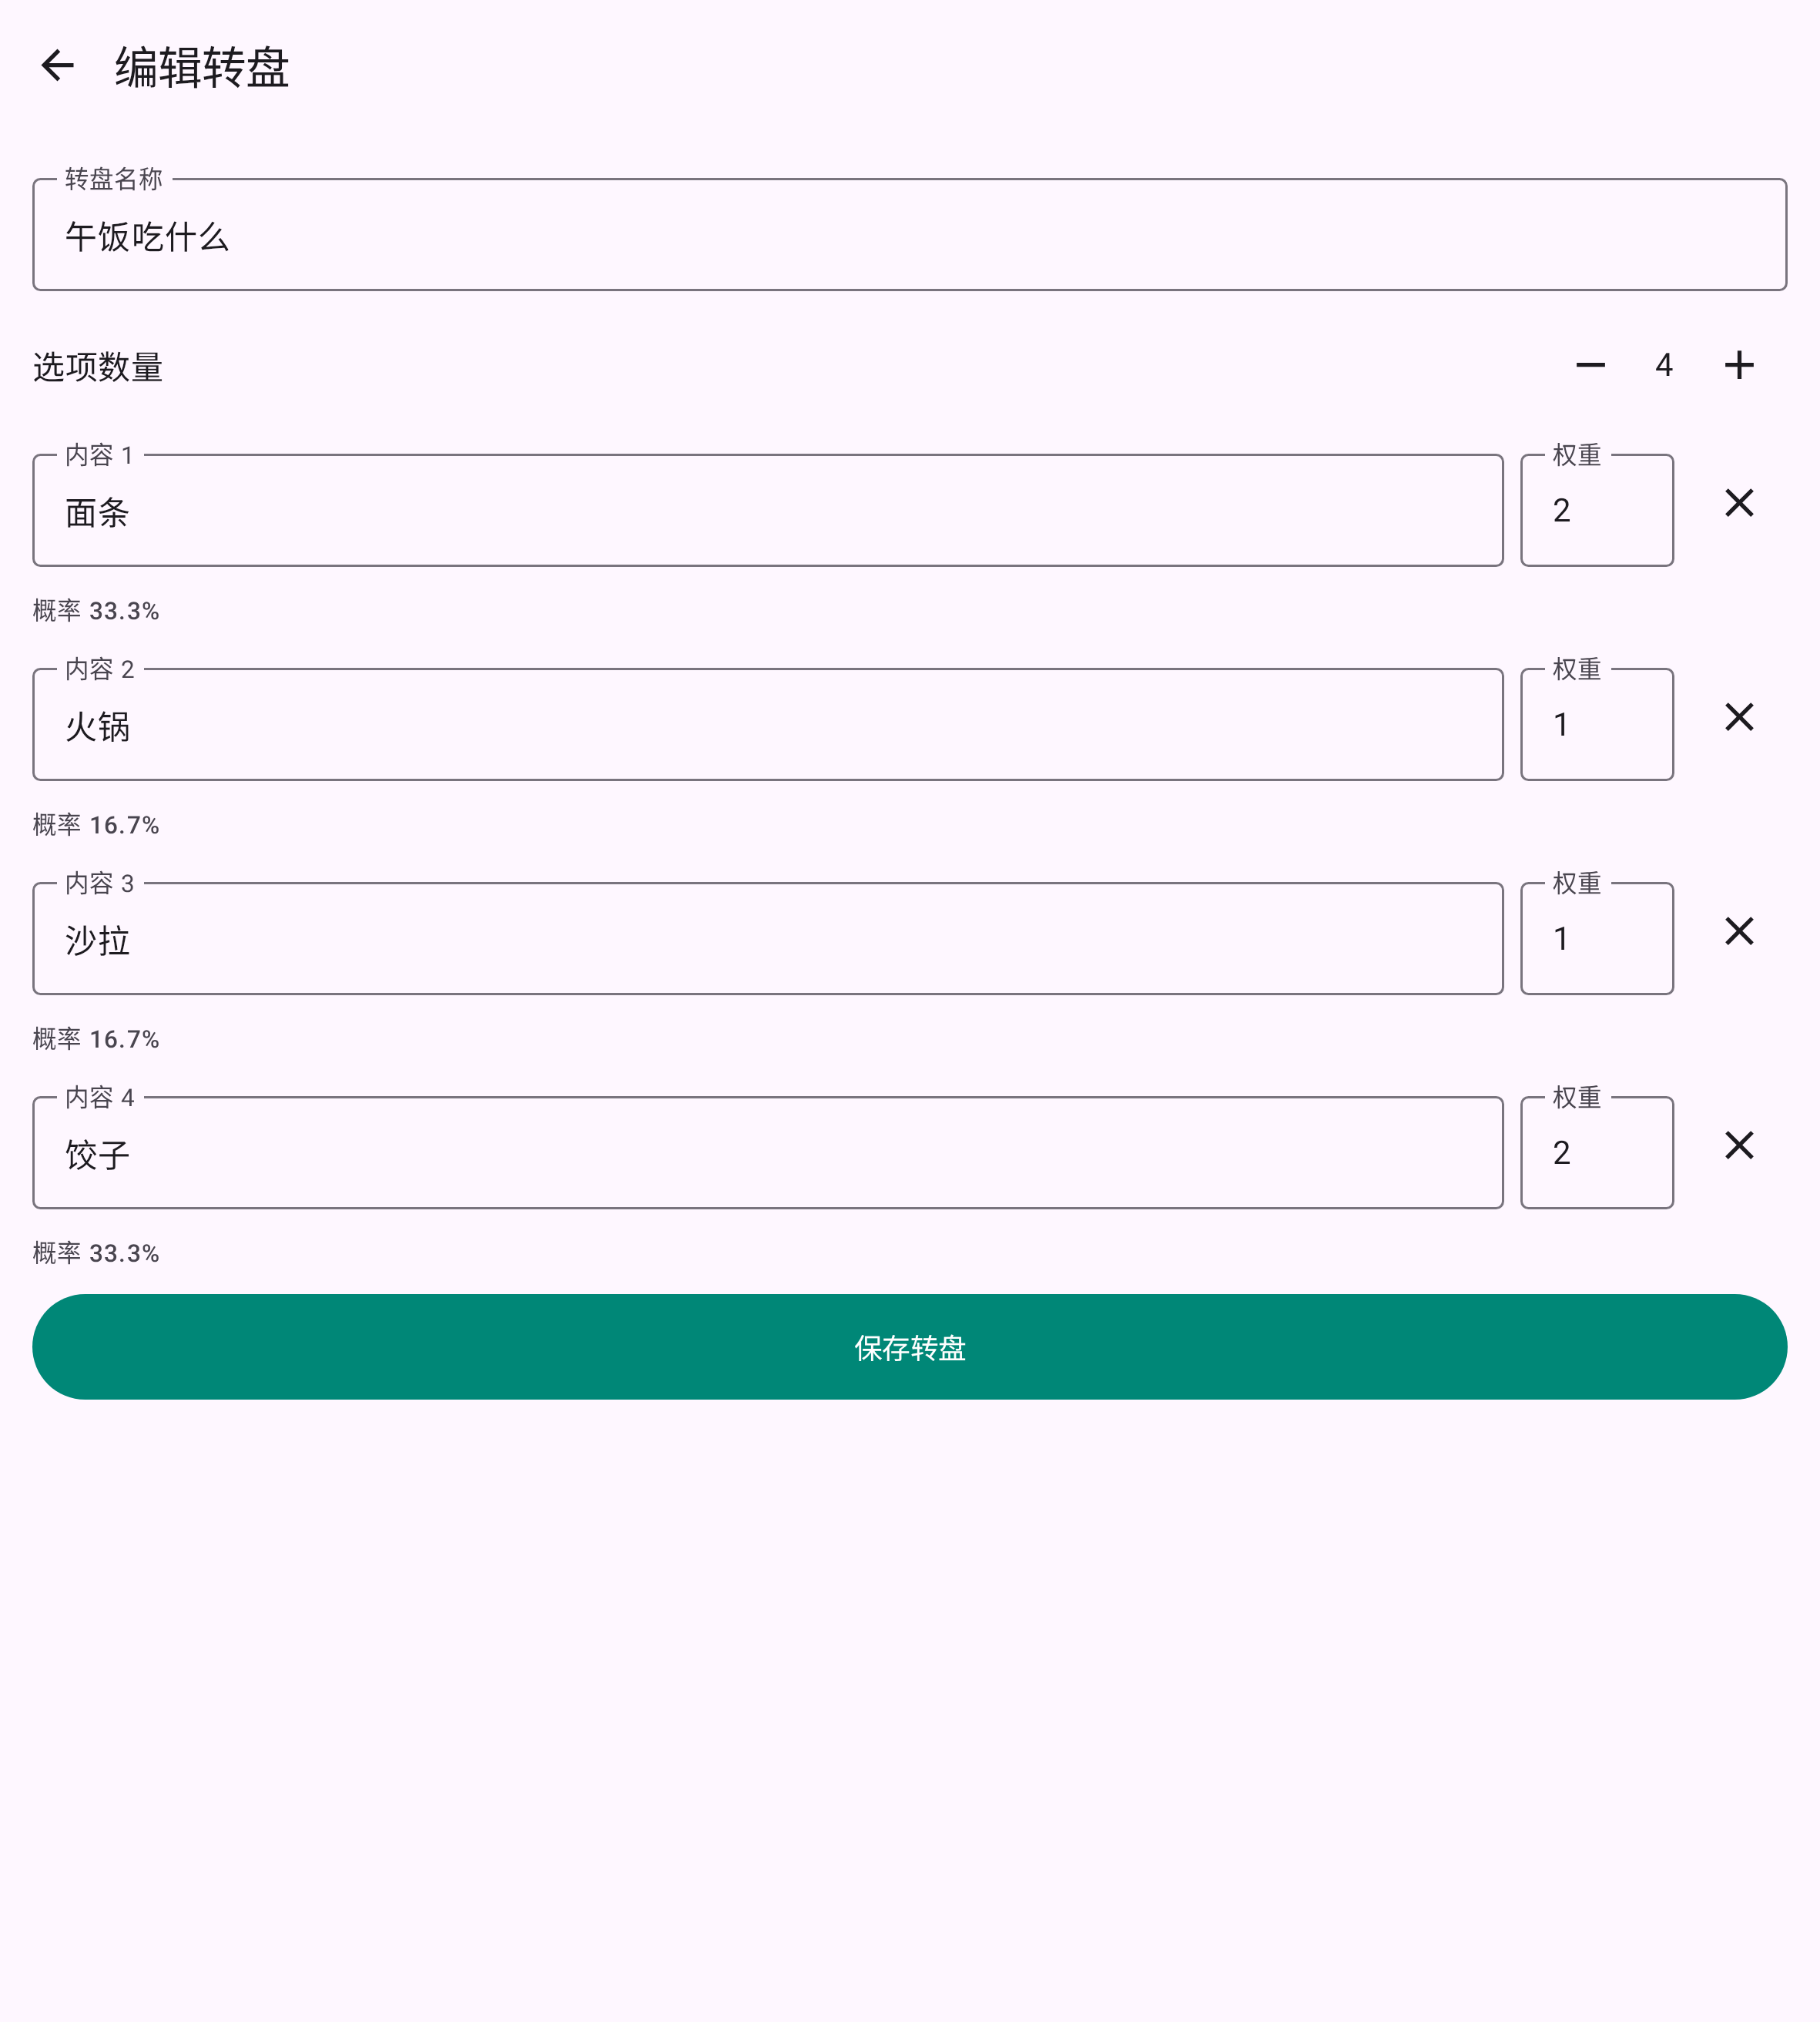 编辑转盘
转盘名称
午饭吃什么
选项数量 4
内容 1 权重
面条 2
概率 33.3%
内容 2 权重
火锅 1
概率 16.7%
内容 3 权重
沙拉 1
概率 16.7%
内容 4 权重
饺子 2
概率 33.3%
保存转盘